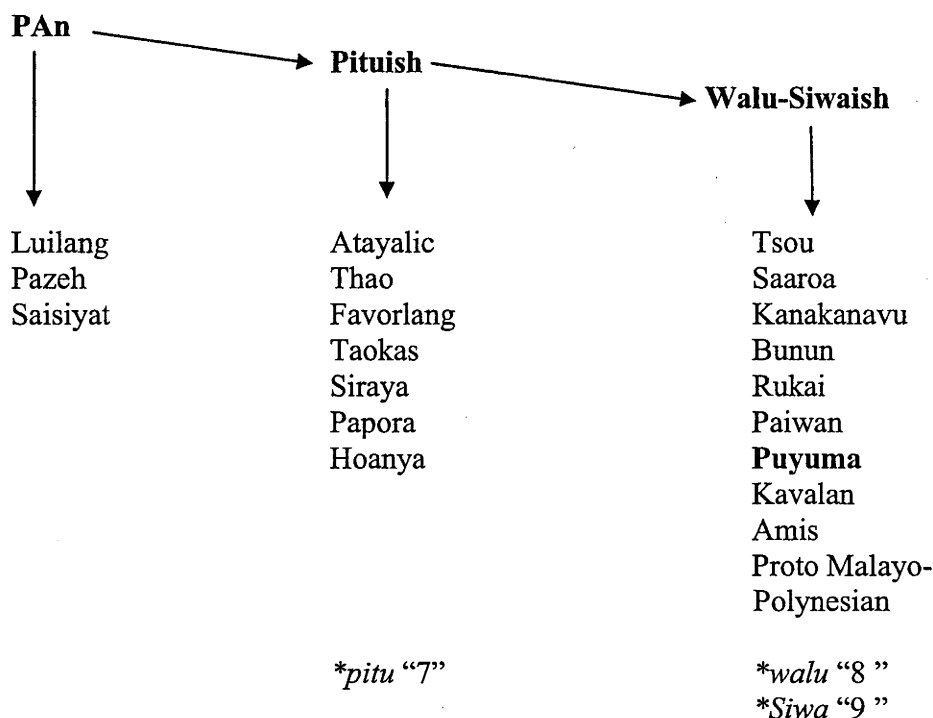 PAn
Pituish
Walu-Siwaish
Luilang
Pazeh
Saisiyat
Atayalic
Thao
Favorlang
Taokas
Siraya
Papora
Hoanya
Tsou
Saaroa
Kanakanavu
Bunun
Rukai
Paiwan
Puyuma
Kavalan
Amis
Proto Malayo-
Polynesian
*pitu “7”
*walu “8 ”
*Siwa “9 ”